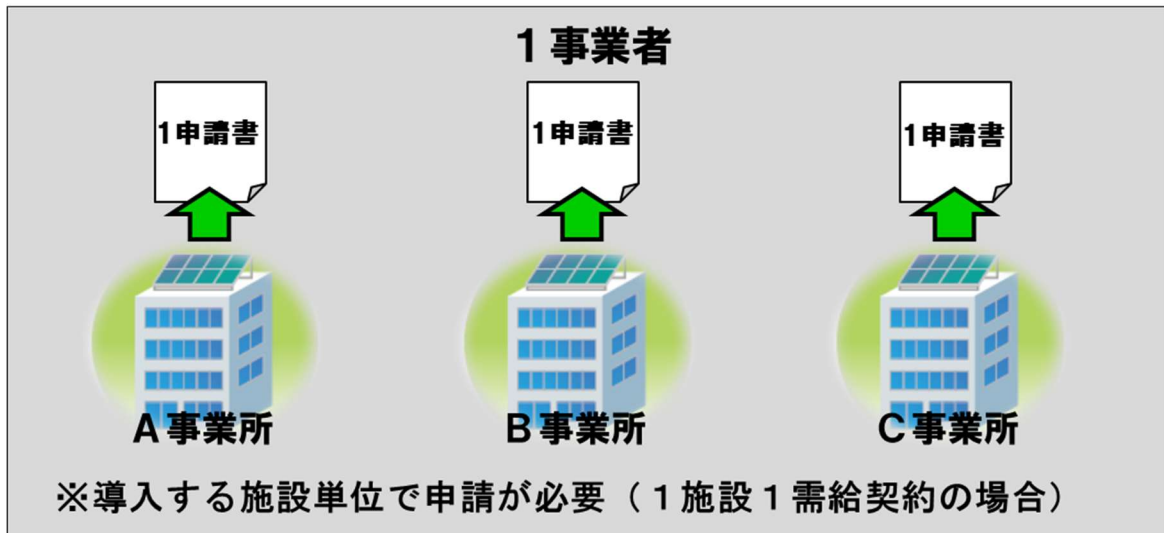 １事業者
1申請書
1申請書
1申請書
Ａ事業所
Ｂ事業所
Ｃ事業所
※導入する施設単位で申請が必要（１施設１需給契約の場合）